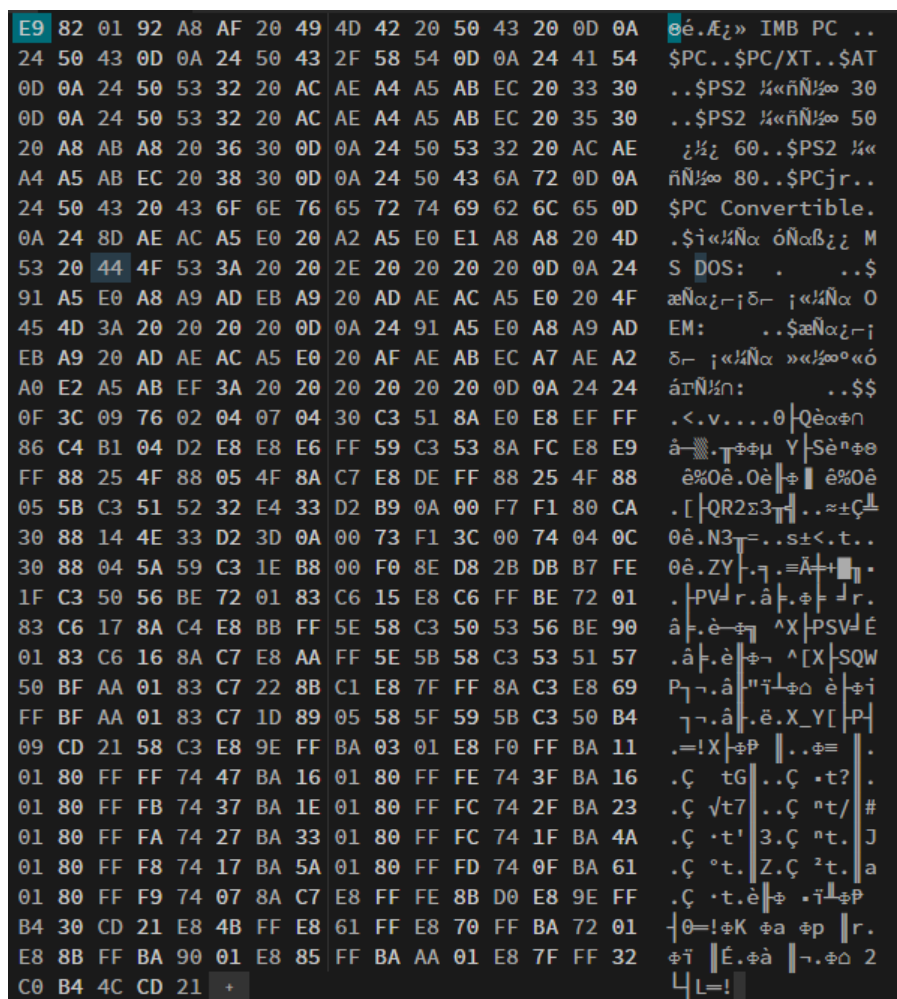 E9 82 01 92 A8 AF 20 49 4D 42 20 50 43 20 0D 0A Θé.Æ¿» IMB PC ..
24 50 43 0D 0A 24 50 43 2F 58 54 0D 0A 24 41 54 $PC..$PC/XT..$AT
0D 0A 24 50 53 32 20 AC AE A4 A5 AB EC 20 33 30 ..$PS2 ¼«ñÑ½∞ 30
0D 0A 24 50 53 32 20 AC AE A4 A5 AB EC 20 35 30 ..$PS2 ¼«ñÑ½∞ 50
20 A8 AB A8 20 36 30 0D 0A 24 50 53 32 20 AC AE ¿½¿ 60..$PS2 ¼«
A4 A5 AB EC 20 38 30 0D 0A 24 50 43 6A 72 0D 0A ñÑ½∞ 80..$PCjr..
24 50 43 20 43 6F 6E 76 65 72 74 69 62 6C 65 0D $PC Convertible.
0A 24 8D AE AC A5 E0 20 A2 A5 E0 E1 A8 A8 20 4D .$ì«¼Ñα óÑαß¿¿ M
53 20 44 4F 53 3A 20 20 2E 20 20 20 20 0D 0A 24 S DOS:  .    ..$
91 A5 E0 A8 A9 AD EB A9 20 AD AE AC A5 E0 20 4F æÑα¿⌐¡δ⌐ ¡«¼Ñα O
45 4D 3A 20 20 20 20 0D 0A 24 91 A5 E0 A8 A9 AD EM:    ..$æÑα¿⌐¡
EB A9 20 AD AE AC A5 E0 20 AF AE AB EC A7 AE A2 δ⌐ ¡«¼Ñα »«½∞º«ó
A0 E2 A5 AB EF 3A 20 20 20 20 20 20 0D 0A 24 24 áΓÑ½∩:      ..$$
0F 3C 09 76 02 04 07 04 30 C3 51 8A E0 E8 EF FF .<.v....0├QèαΦ∩
86 C4 B1 04 D2 E8 E8 E6 FF 59 C3 53 8A FC E8 E9 å─▒.╥ΦΦµ Y├SèⁿΦΘ
FF 88 25 4F 88 05 4F 8A C7 E8 DE FF 88 25 4F 88 ê%Oê.Oè╟Φ▐ ê%Oê
05 5B C3 51 52 32 E4 33 D2 B9 0A 00 F7 F1 80 CA .[├QR2Σ3╥╣..≈±Ç╩
30 88 14 4E 33 D2 3D 0A 00 73 F1 3C 00 74 04 0C 0ê.N3╥=..s±<.t..
30 88 04 5A 59 C3 1E B8 00 F0 8E D8 2B DB B7 FE 0ê.ZY├.╕.≡Ä╪+█╖■
1F C3 50 56 BE 72 01 83 C6 15 E8 C6 FF BE 72 01 .├PV╛r.â╞.Φ╞ ╛r.
83 C6 17 8A C4 E8 BB FF 5E 58 C3 50 53 56 BE 90 â╞.è─Φ╗ ^X├PSV╛É
01 83 C6 16 8A C7 E8 AA FF 5E 5B 58 C3 53 51 57 .â╞.è╟Φ¬ ^[X├SQW
50 BF AA 01 83 C7 22 8B C1 E8 7F FF 8A C3 E8 69 P┐¬.â╟"ï┴Φ⌂ è├Φi
FF BF AA 01 83 C7 1D 89 05 58 5F 59 5B C3 50 B4 ┐¬.â╟.ë.X_Y[├P┤
09 CD 21 58 C3 E8 9E FF BA 03 01 E8 F0 FF BA 11 .═!X├Φ₧ ║..Φ≡ ║.
01 80 FF FF 74 47 BA 16 01 80 FF FE 74 3F BA 16 .Ç  tG║..Ç ■t?║.
01 80 FF FB 74 37 BA 1E 01 80 FF FC 74 2F BA 23 .Ç √t7║..Ç ⁿt/║#
01 80 FF FA 74 27 BA 33 01 80 FF FC 74 1F BA 4A .Ç ·t'║3.Ç ⁿt.║J
01 80 FF F8 74 17 BA 5A 01 80 FF FD 74 0F BA 61 .Ç °t.║Z.Ç ²t.║a
01 80 FF F9 74 07 8A C7 E8 FF FE 8B D0 E8 9E FF .Ç ∙t.è╟Φ ■ï╨Φ₧
B4 30 CD 21 E8 4B FF E8 61 FF E8 70 FF BA 72 01 ┤0═!ΦK Φa Φp ║r.
E8 8B FF BA 90 01 E8 85 FF BA AA 01 E8 7F FF 32 Φï ║É.Φà ║¬.Φ⌂ 2
C0 B4 4C CD 21 + └┤L═!